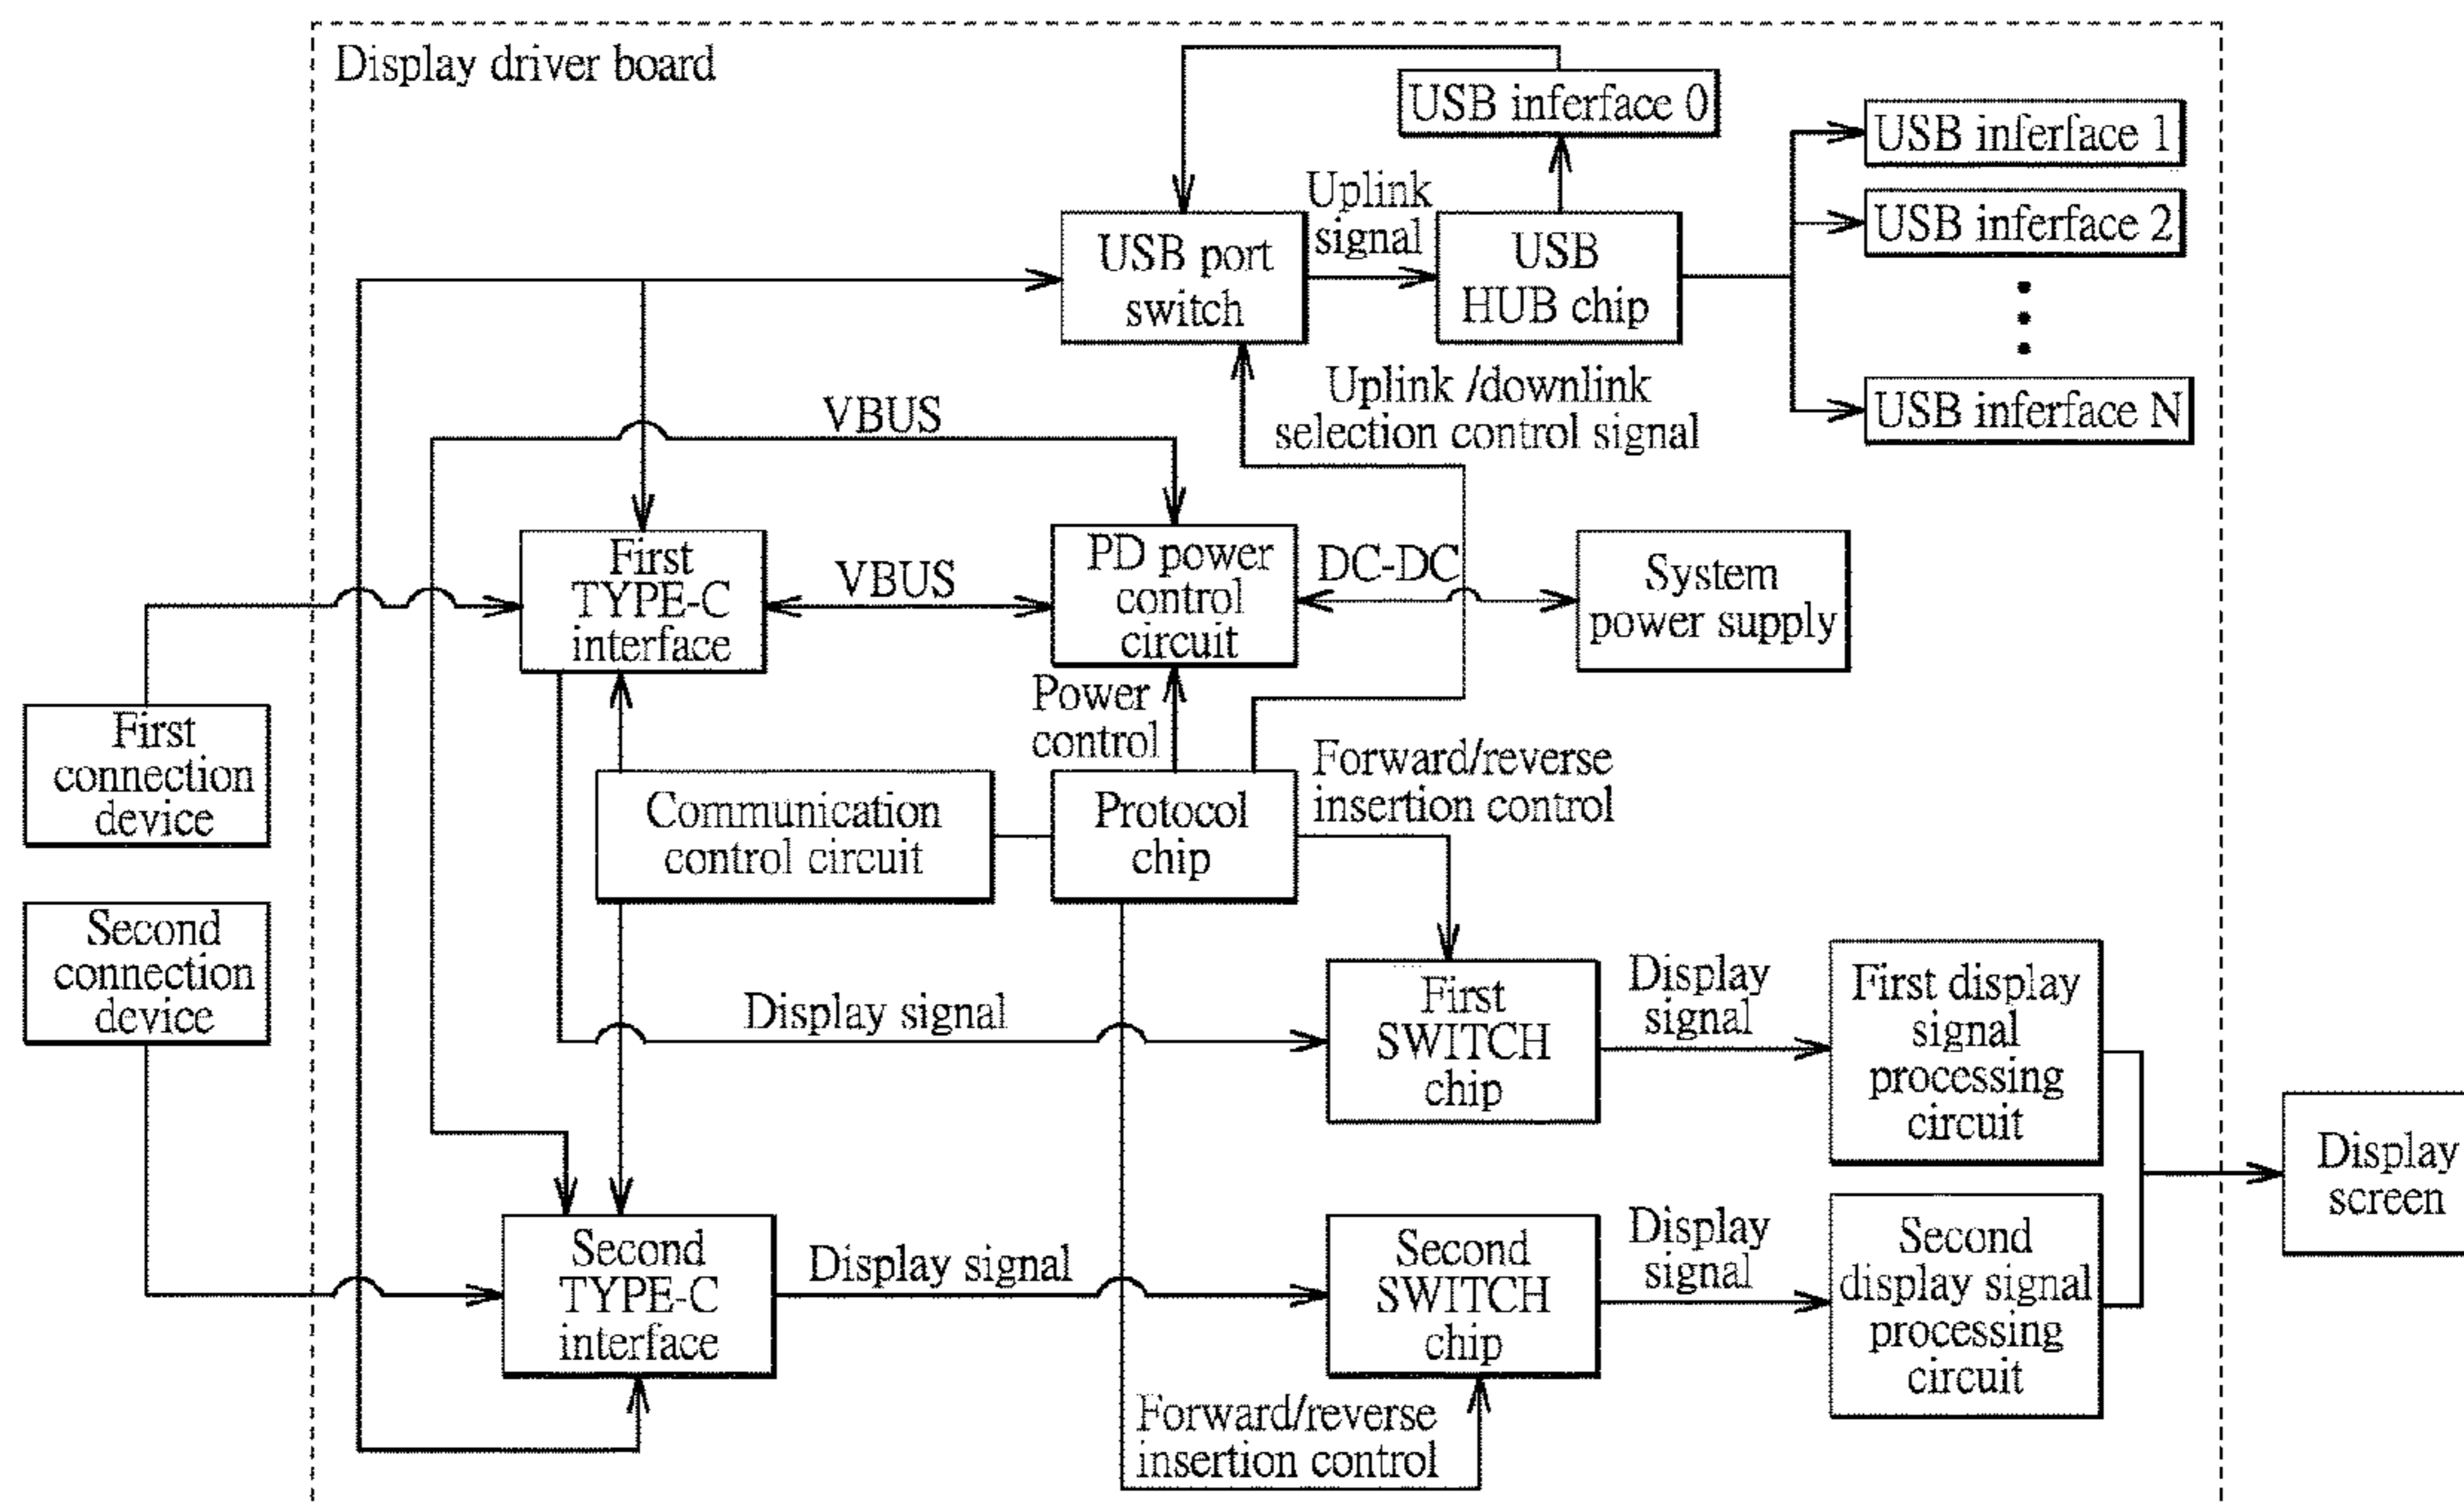 Display driver board
USB inferface 0
USB inferface 1
USB inferface 2
USB inferface N
Uplink
signal
USB port
switch
USB
HUB chip
Uplink /downlink
selection control signal
VBUS
First
TYPE-C
interface
VBUS
PD power
control
circuit
DC-DC
System
power supply
Power
control
First
connection
device
Communication
control circuit
Protocol
chip
Forward/reverse
insertion control
Second
connection
device
Display signal
First
SWITCH
chip
Display
signal
First display
signal
processing
circuit
Display
screen
Second
TYPE-C
interface
Display signal
Second
SWITCH
chip
Display
signal
Second
display signal
processing
circuit
Forward/reverse
insertion control